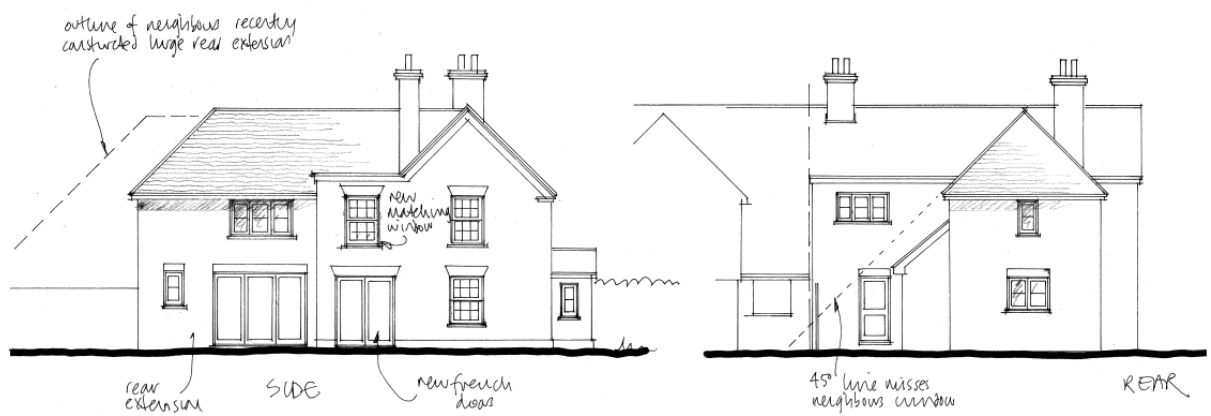 outline of neighbours recently
constructed large rear extension
new
matching
window
rear
extension
SIDE
new french
doors
45° line misses
neighbours window
REAR